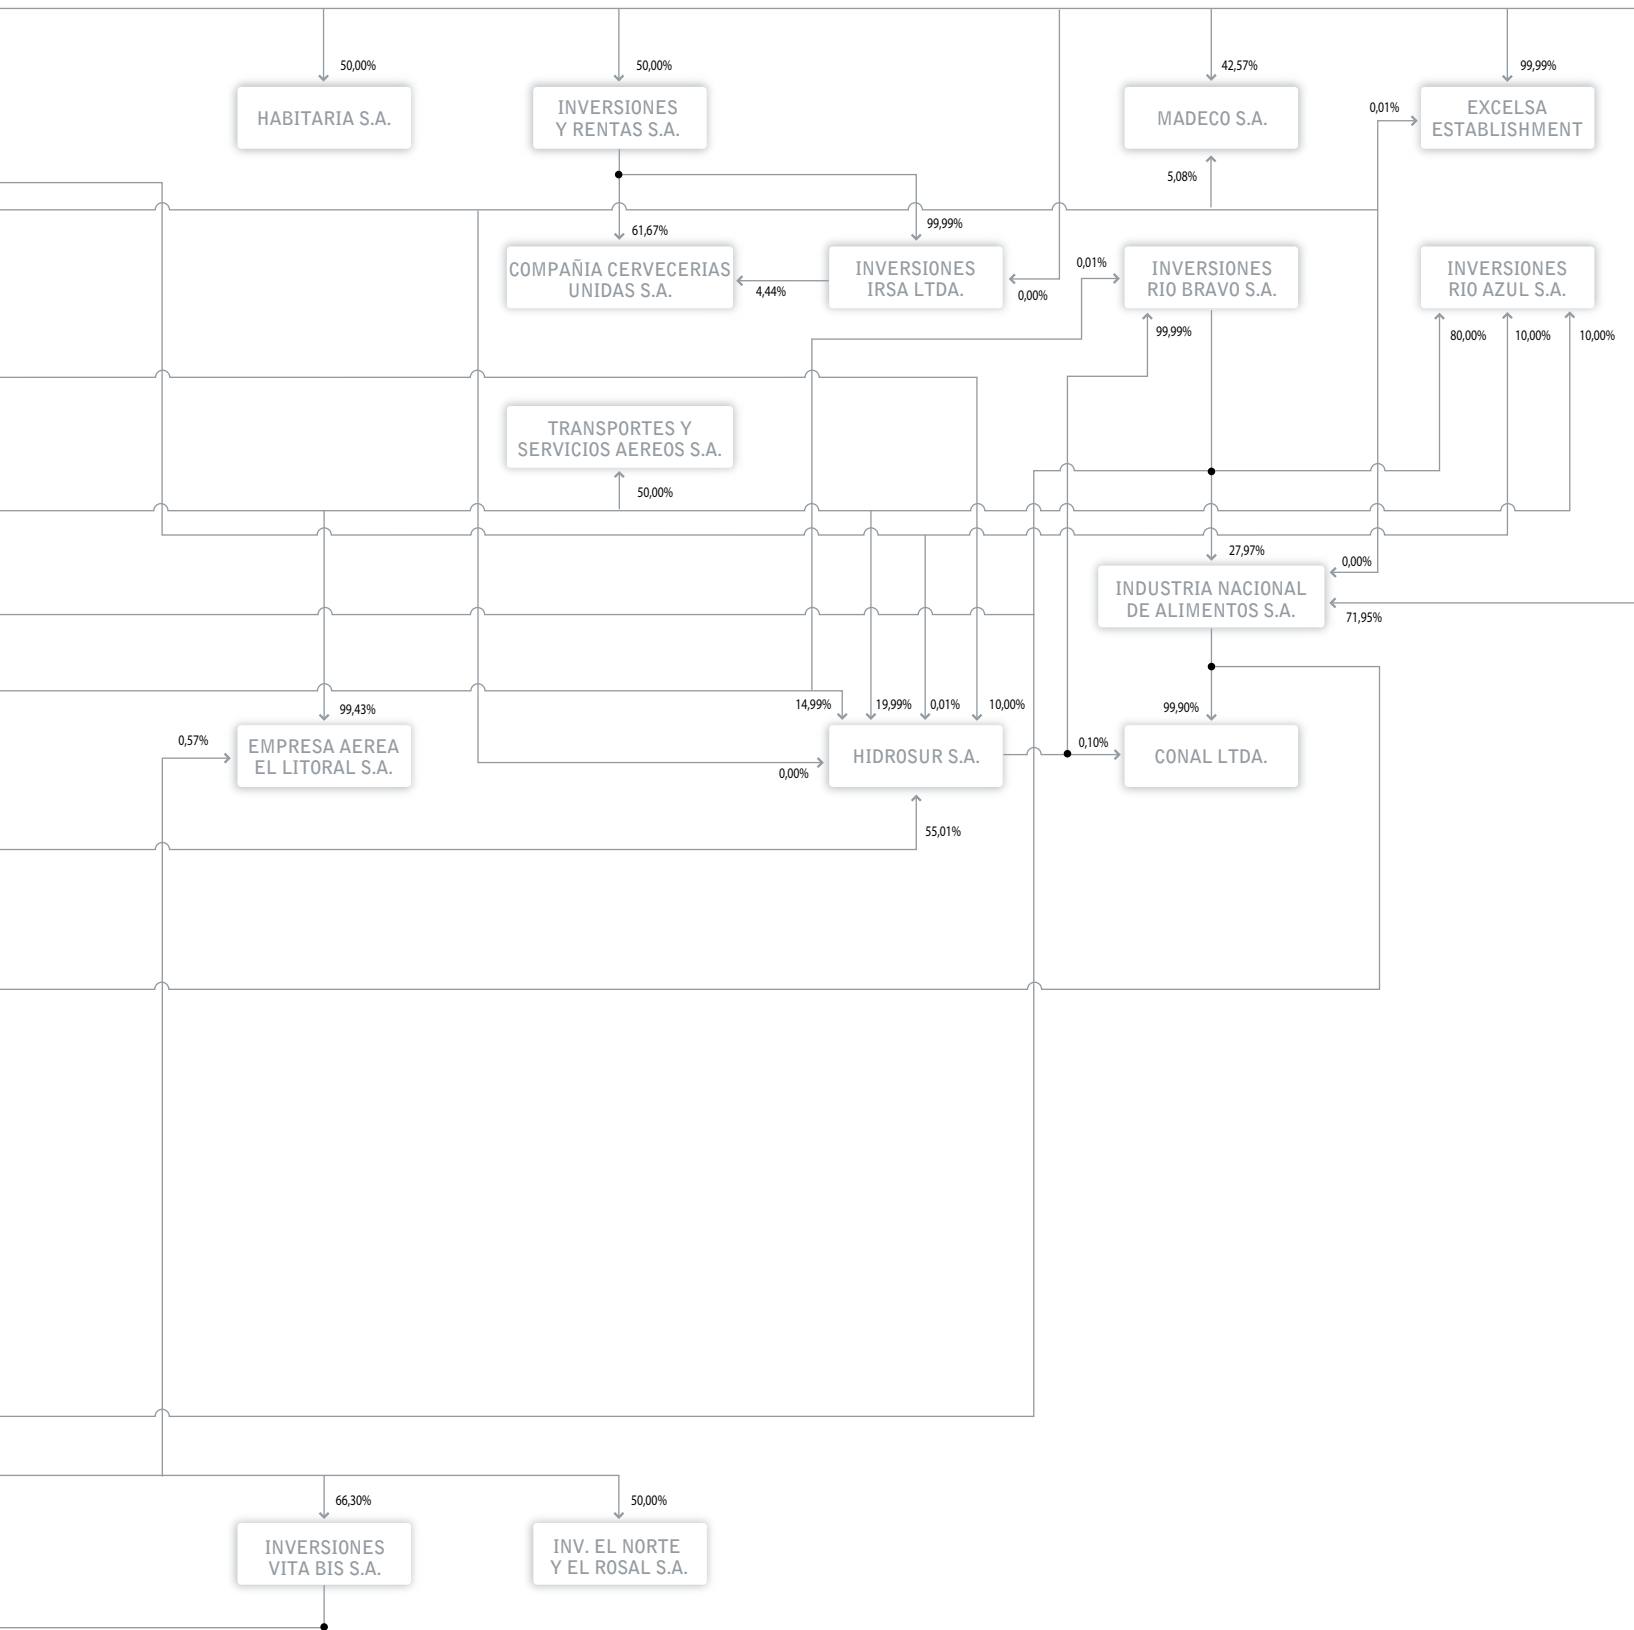 50,00%
50,00%
42,57%
99,99%
HABITARIA S.A.
INVERSIONES
Y RENTAS S.A.
MADECO S.A.
0,01%
EXCELSA
ESTABLISHMENT
5,08%
61,67%
99,99%
COMPAÑIA CERVECERIAS
UNIDAS S.A.
4,44%
INVERSIONES
IRSA LTDA.
0,00%
0,01%
INVERSIONES
RIO BRAVO S.A.
INVERSIONES
RIO AZUL S.A.
99,99%
80,00%
10,00%
10,00%
TRANSPORTES Y
SERVICIOS AEREOS S.A.
50,00%
27,97%
0,00%
INDUSTRIA NACIONAL
DE ALIMENTOS S.A.
71,95%
99,43%
14,99%
19,99%
0,01%
10,00%
99,90%
0,57%
EMPRESA AEREA
EL LITORAL S.A.
0,00%
HIDROSUR S.A.
0,10%
CONAL LTDA.
55,01%
66,30%
50,00%
INVERSIONES
VITA BIS S.A.
INV. EL NORTE
Y EL ROSAL S.A.